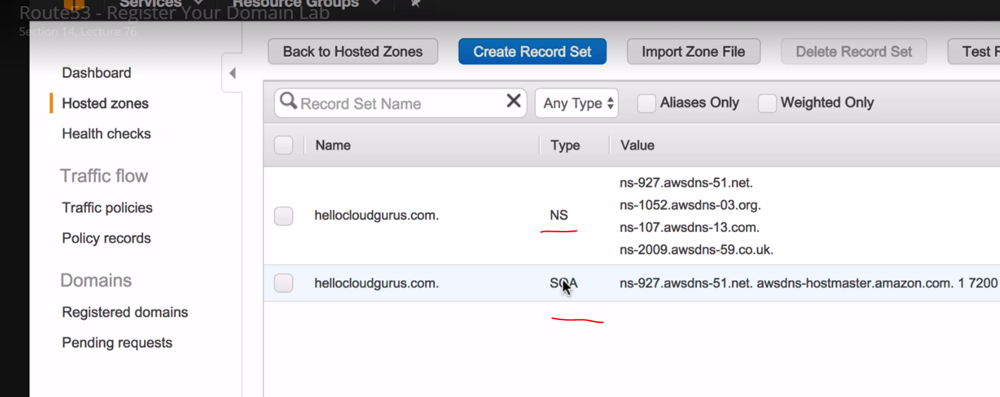 Services Resource Groups
Route53 - Register Your Domain Lab
Section 14, Lecture 76
Back to Hosted Zones Create Record Set Import Zone File Delete Record Set Test
Dashboard
Hosted zones
Health checks
Traffic flow
Traffic policies
Policy records
Domains
Registered domains
Pending requests
Record Set Name Any Type Aliases Only Weighted Only
Name Type Value
hellocloudgurus.com. NS
ns-927.awsdns-51.net.
ns-1052.awsdns-03.org.
ns-107.awsdns-13.com.
ns-2009.awsdns-59.co.uk.
hellocloudgurus.com. SOA ns-927.awsdns-51.net. awsdns-hostmaster.amazon.com. 1 7200